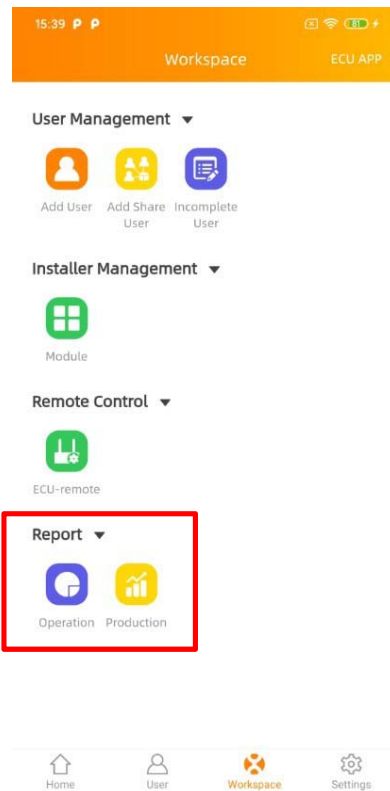 15:39 P P 81
Workspace ECU APP
User Management
Add User Add Share User Incomplete User
Installer Management
Module
Remote Control
ECU-remote
Report
Operation Production
Home User Workspace Settings